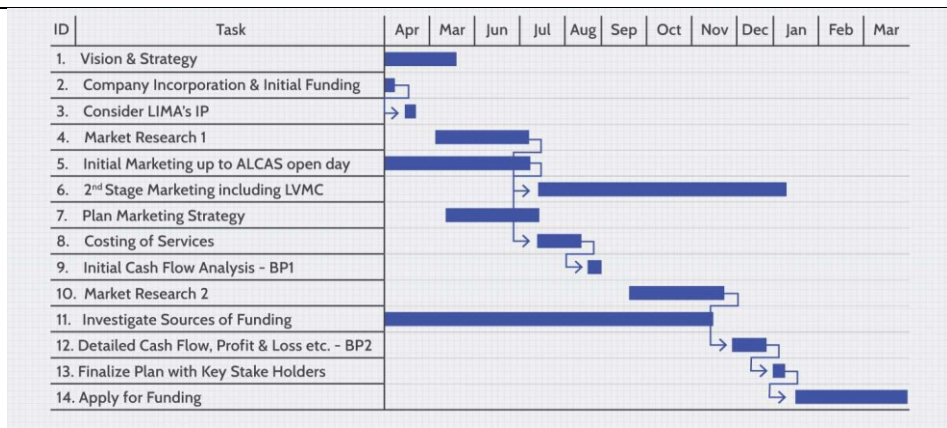 ID Task Apr Mar Jun Jul Aug Sep Oct Nov Dec Jan Feb Mar
1. Vision & Strategy
2. Company Incorporation & Initial Funding
3. Consider LIMA's IP
4. Market Research 1
5. Initial Marketing up to ALCAS open day
6. 2nd Stage Marketing including LVMC
7. Plan Marketing Strategy
8. Costing of Services
9. Initial Cash Flow Analysis - BP1
10. Market Research 2
11. Investigate Sources of Funding
12. Detailed Cash Flow, Profit & Loss etc. - BP2
13. Finalize Plan with Key Stake Holders
14. Apply for Funding